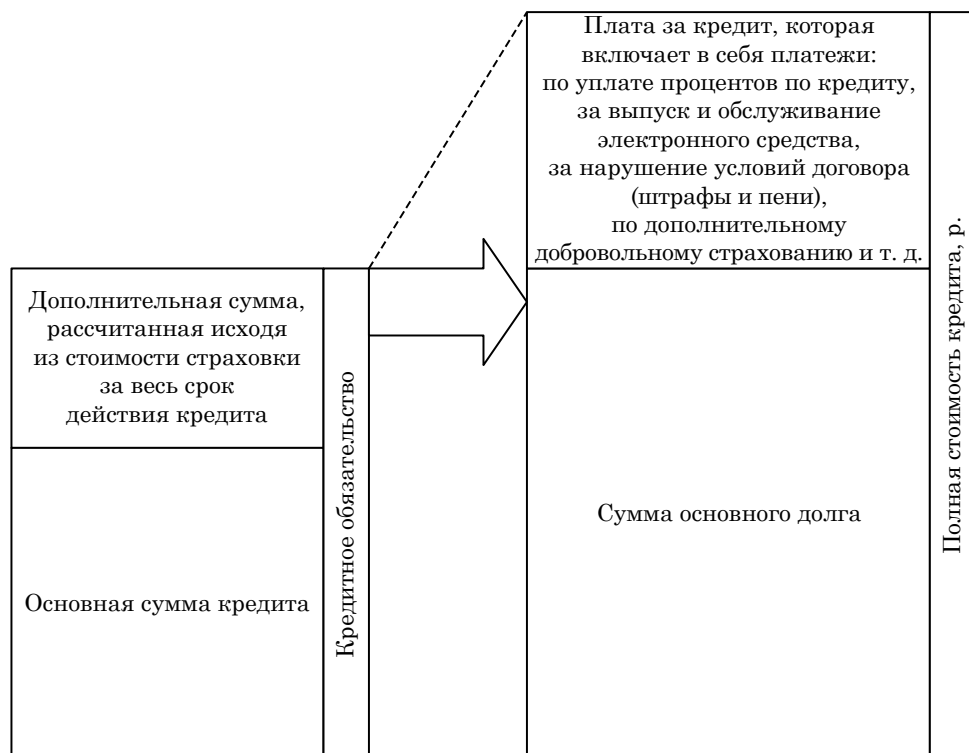 Плата за кредит, которая
включает в себя платежи:
по уплате процентов по кредиту,
за выпуск и обслуживание
электронного средства,
за нарушение условий договора
(штрафы и пени),
по дополнительному
добровольному страхованию и т. д.
Дополнительная сумма,
рассчитанная исходя
из стоимости страховки
за весь срок
действия кредита
Основная сумма кредита
Кредитное обязательство
Сумма основного долга
Полная стоимость кредита, р.